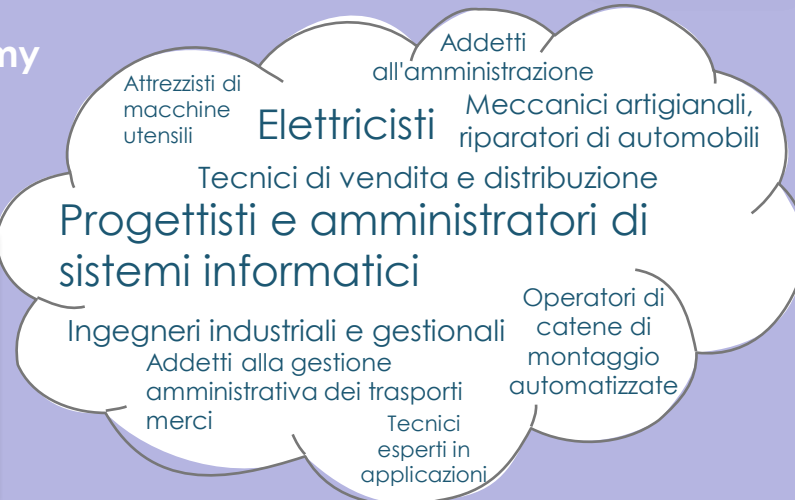 Addetti
all'amministrazione
Attrezzisti di
macchine
utensili
Elettricisti
Meccanici artigianali,
riparatori di automobili
Tecnici di vendita e distribuzione
Progettisti e amministratori di
sistemi informatici
Ingegneri industriali e gestionali
Operatori di
catene di
montaggio
automatizzate
Addetti alla gestione
amministrativa dei trasporti
merci
Tecnici
esperti in
applicazioni